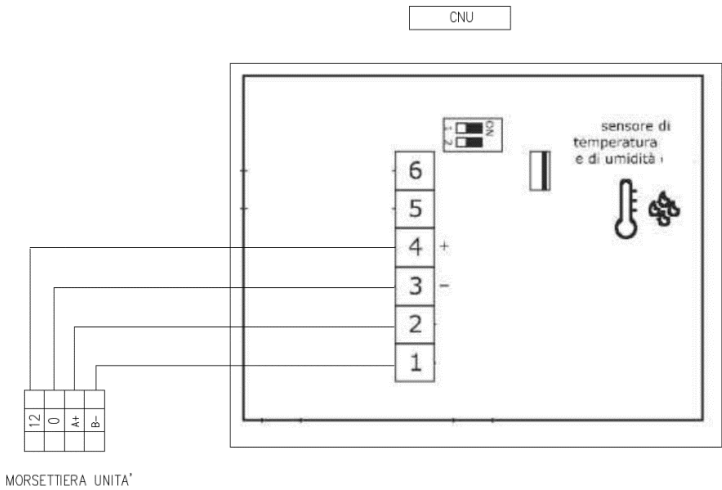 CNU
ON
1
2
sensore di
temperatura
e di umidità
6
5
4 +
3 −
2
1
12 0 A+ B-
MORSETTIERA UNITA'